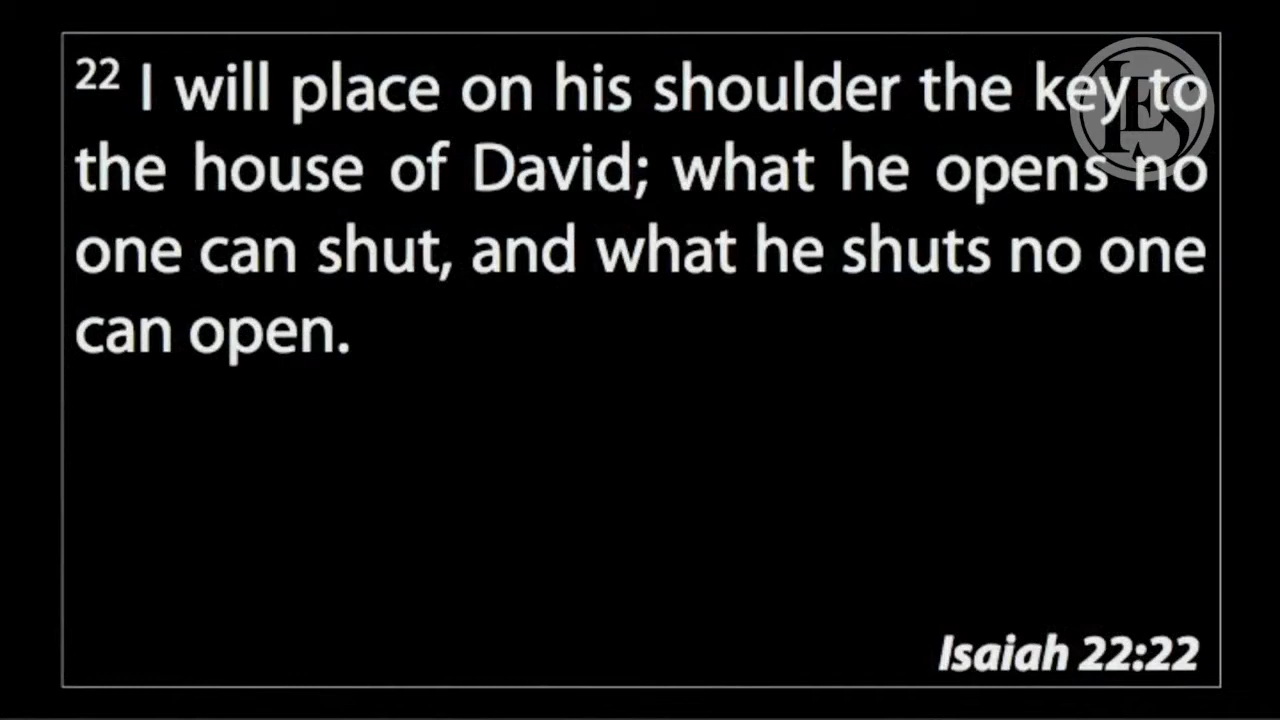 22 I will place on his shoulder the key to
the house of David; what he opens no
one can shut, and what he shuts no one
can open.
Isaiah 22:22